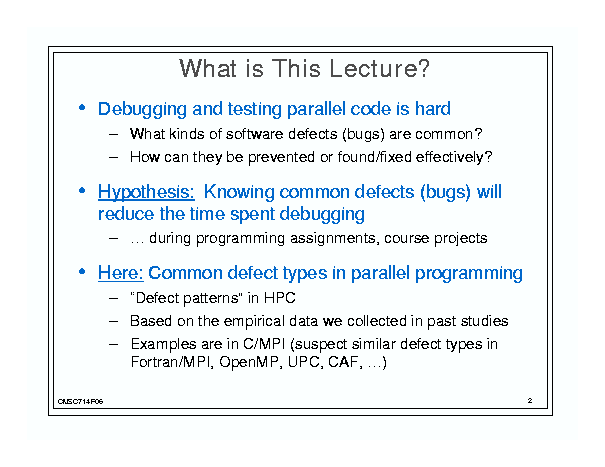 What is This Lecture?
• Debugging and testing parallel code is hard
– What kinds of software defects (bugs) are common?
– How can they be prevented or found/fixed effectively?
• Hypothesis: Knowing common defects (bugs) will
reduce the time spent debugging
– … during programming assignments, course projects
• Here: Common defect types in parallel programming
– “Defect patterns” in HPC
– Based on the empirical data we collected in past studies
– Examples are in C/MPI (suspect similar defect types in
Fortran/MPI, OpenMP, UPC, CAF, …)
CMSC714F06
2